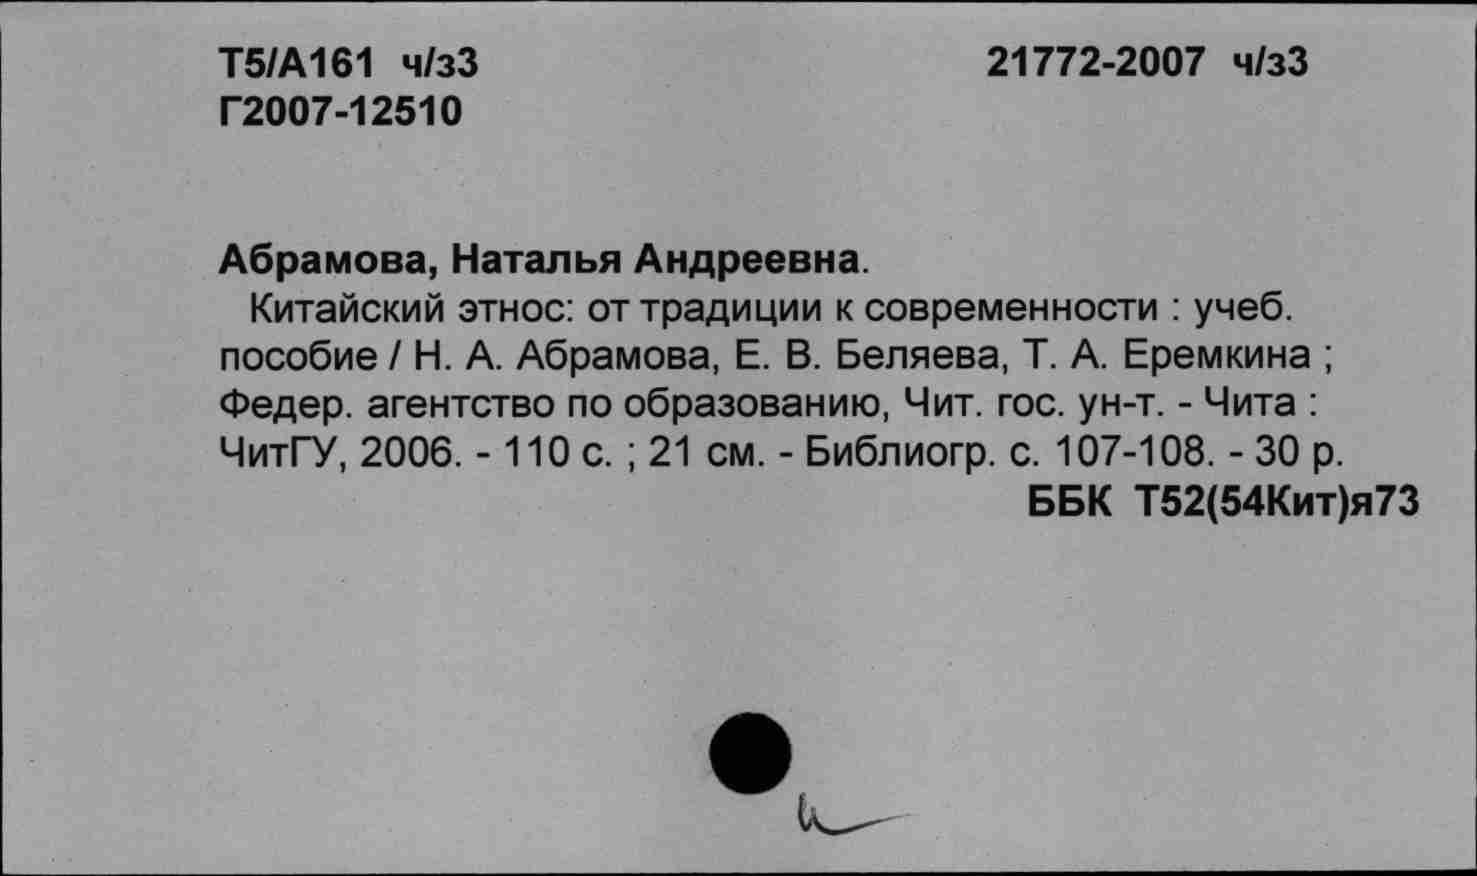 Т5/А161 ч/з3 21772-2007 ч/з3
Г2007-12510
Абрамова, Наталья Андреевна.
Китайский этнос: от традиции к современности : учеб.
пособие / Н. А. Абрамова, Е. В. Беляева, Т. А. Еремкина ;
Федер. агентство по образованию, Чит. гос. ун-т. - Чита :
ЧитГУ, 2006. - 110 с. ; 21 см. - Библиогр. с. 107-108. - 30 р.
ББК Т52(54Кит)я73